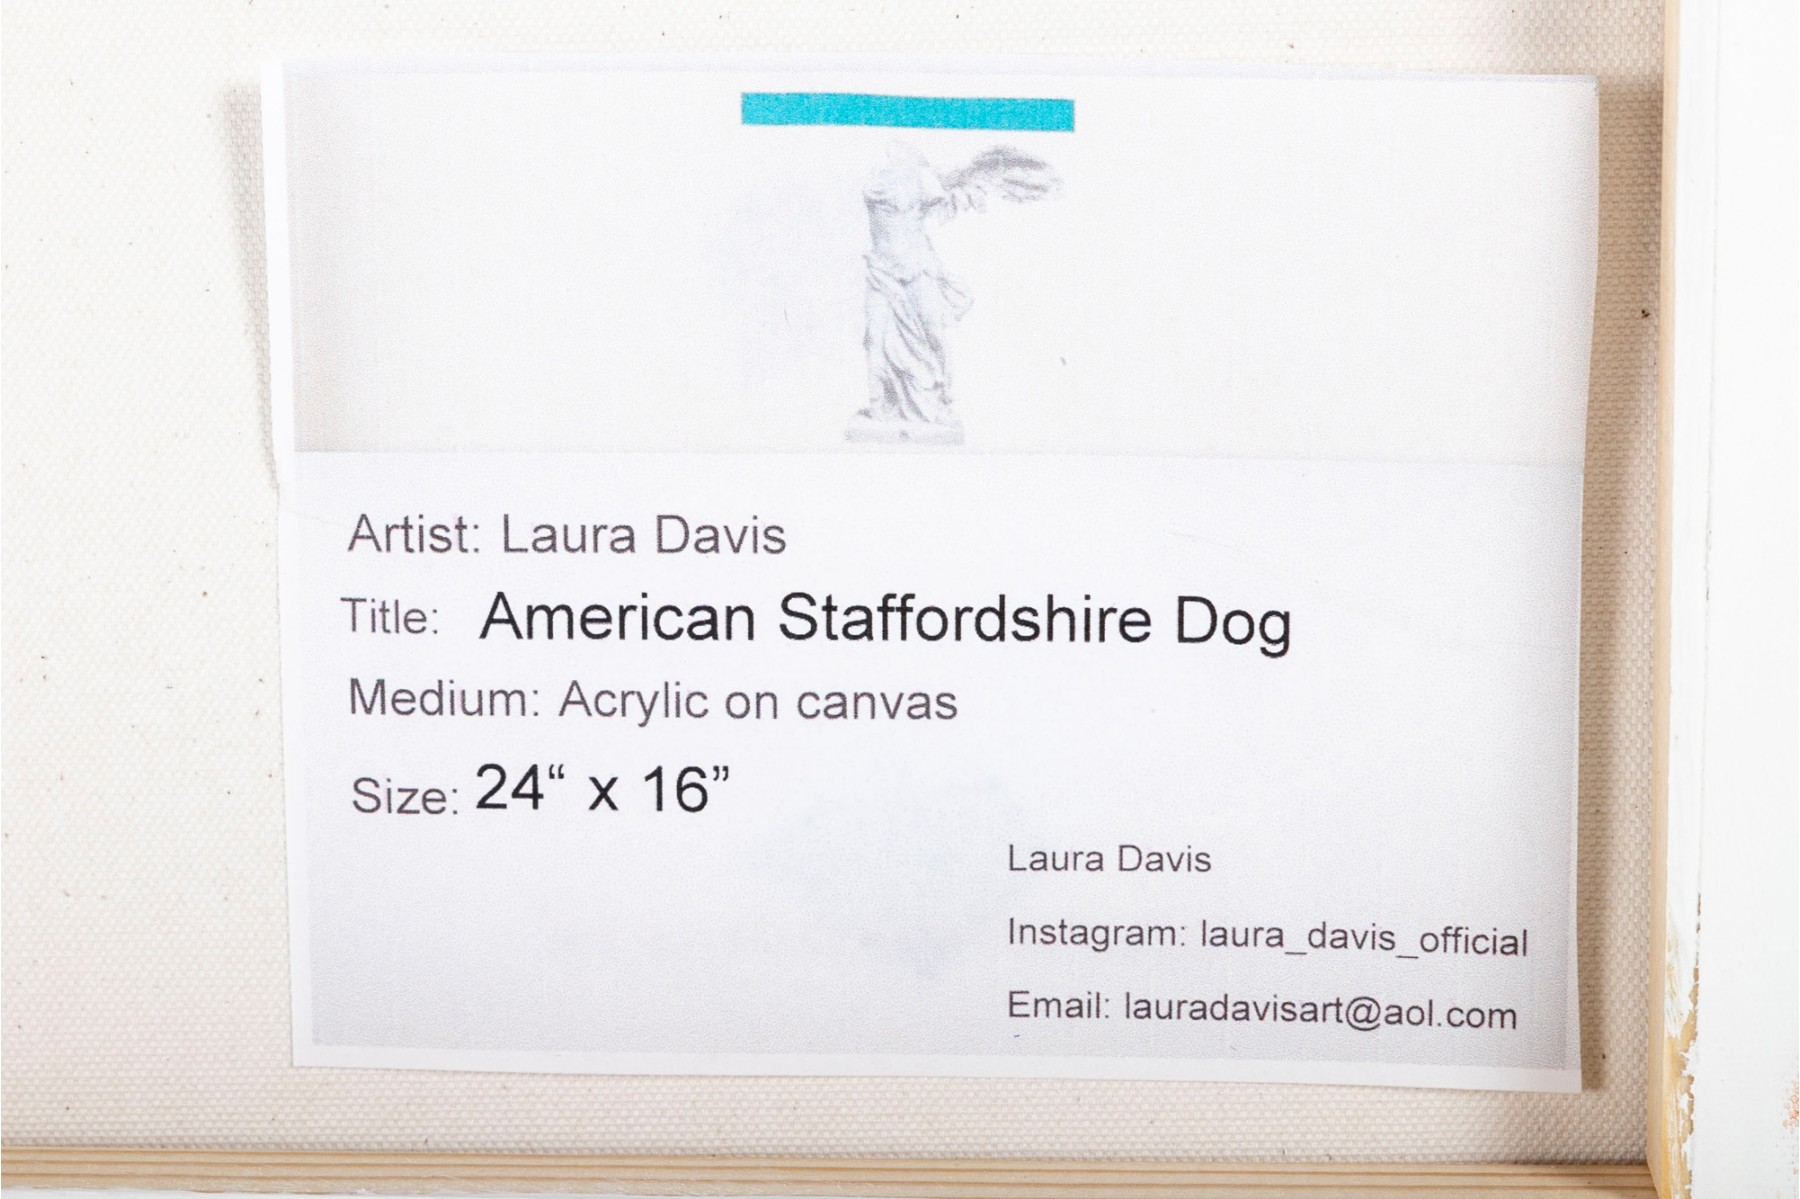 Artist: Laura Davis
Title: American Staffordshire Dog
Medium: Acrylic on canvas
Size: 24“ x 16”
Laura Davis
Instagram: laura_davis_official
Email: lauradavisart@aol.com